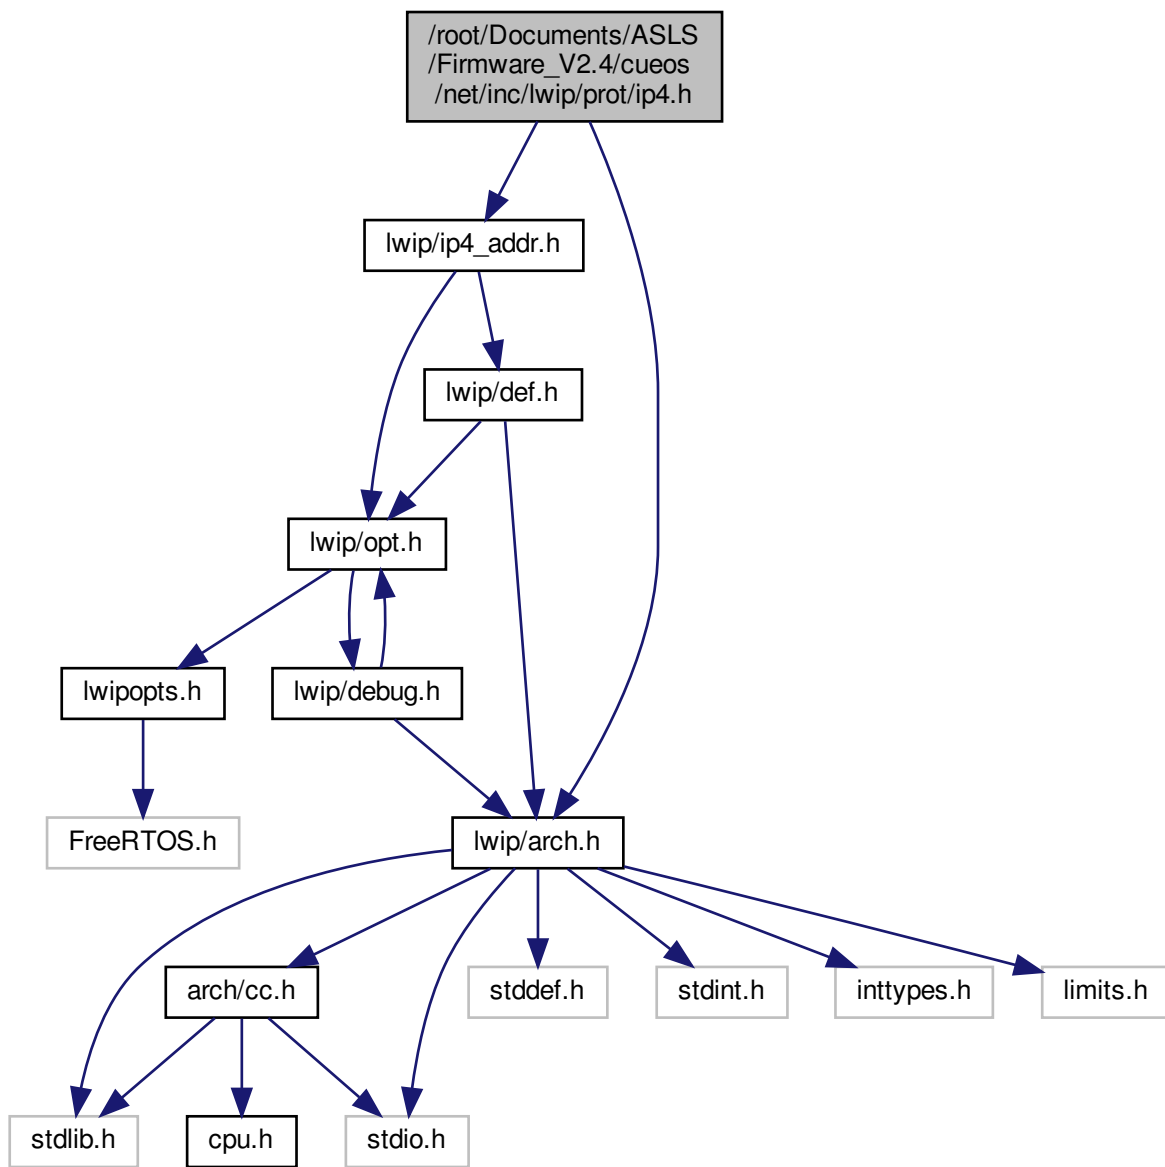 /root/Documents/ASLS
/Firmware_V2.4/cueos
/net/inc/lwip/prot/ip4.h
lwip/ip4_addr.h
lwip/def.h
lwip/opt.h
lwipopts.h
lwip/debug.h
FreeRTOS.h
lwip/arch.h
arch/cc.h
stddef.h
stdint.h
inttypes.h
limits.h
stdlib.h
cpu.h
stdio.h